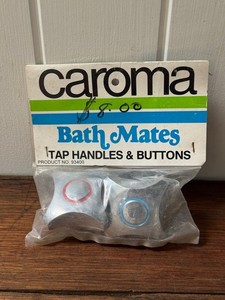 caroma
$8.00
Bath Mates
TAP HANDLES & BUTTONS
PRODUCT NO. 93400